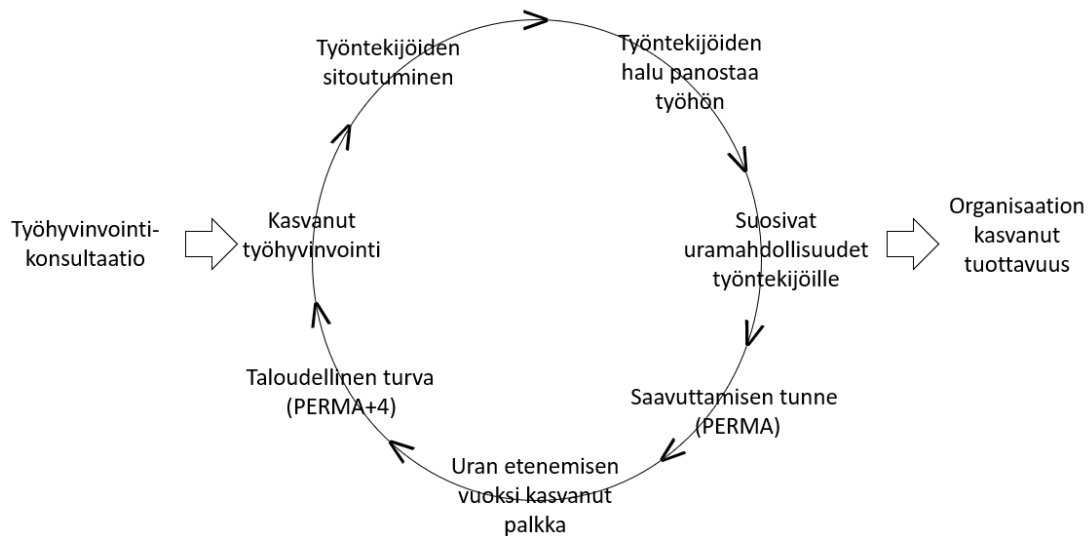 Työntekijöiden
sitoutuminen
Työntekijöiden
halu panostaa
työhön
Työhyvinvointi-
konsultaatio
Kasvanut
työhyvinvointi
Suosivat
uramahdollisuudet
työntekijöille
Organisaation
kasvanut
tuottavuus
Taloudellinen turva
(PERMA+4)
Saavuttamisen tunne
(PERMA)
Uran etenemisen
vuoksi kasvanut
palkka